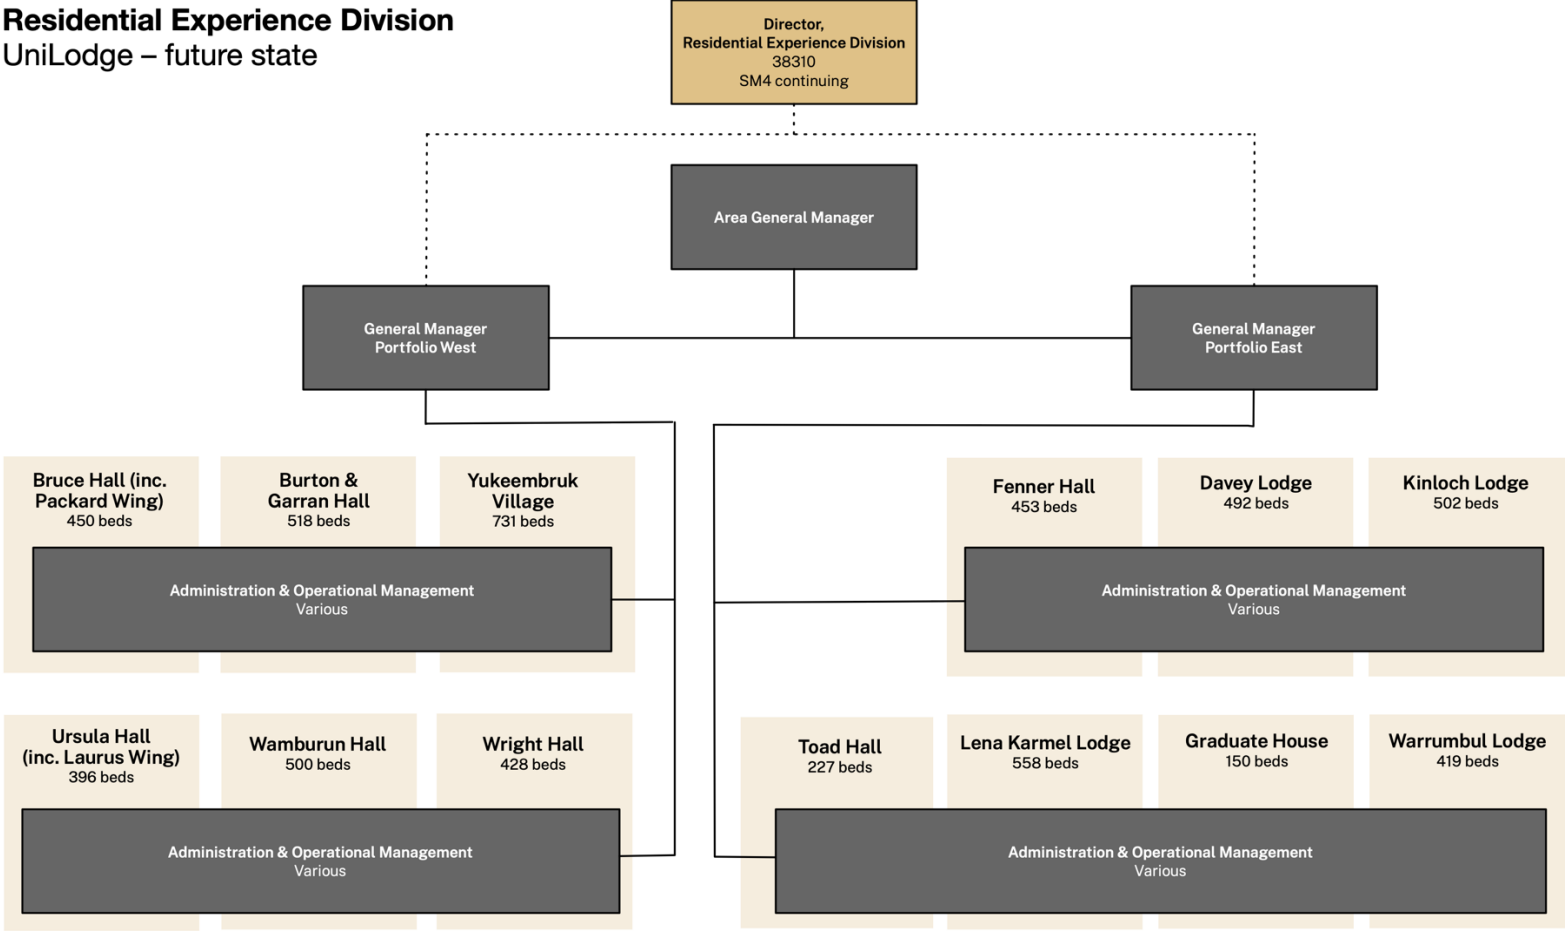 Residential Experience Division
UniLodge – future state
Director,
Residential Experience Division
38310
SM4 continuing
Area General Manager
General Manager
Portfolio West
General Manager
Portfolio East
Bruce Hall (inc.
Packard Wing)
450 beds
Burton &
Garran Hall
518 beds
Yukeembruk
Village
731 beds
Administration & Operational Management
Various
Fenner Hall
453 beds
Davey Lodge
492 beds
Kinloch Lodge
502 beds
Administration & Operational Management
Various
Ursula Hall
(inc. Laurus Wing)
396 beds
Wamburun Hall
500 beds
Wright Hall
428 beds
Administration & Operational Management
Various
Toad Hall
227 beds
Lena Karmel Lodge
558 beds
Graduate House
150 beds
Warrumbul Lodge
419 beds
Administration & Operational Management
Various